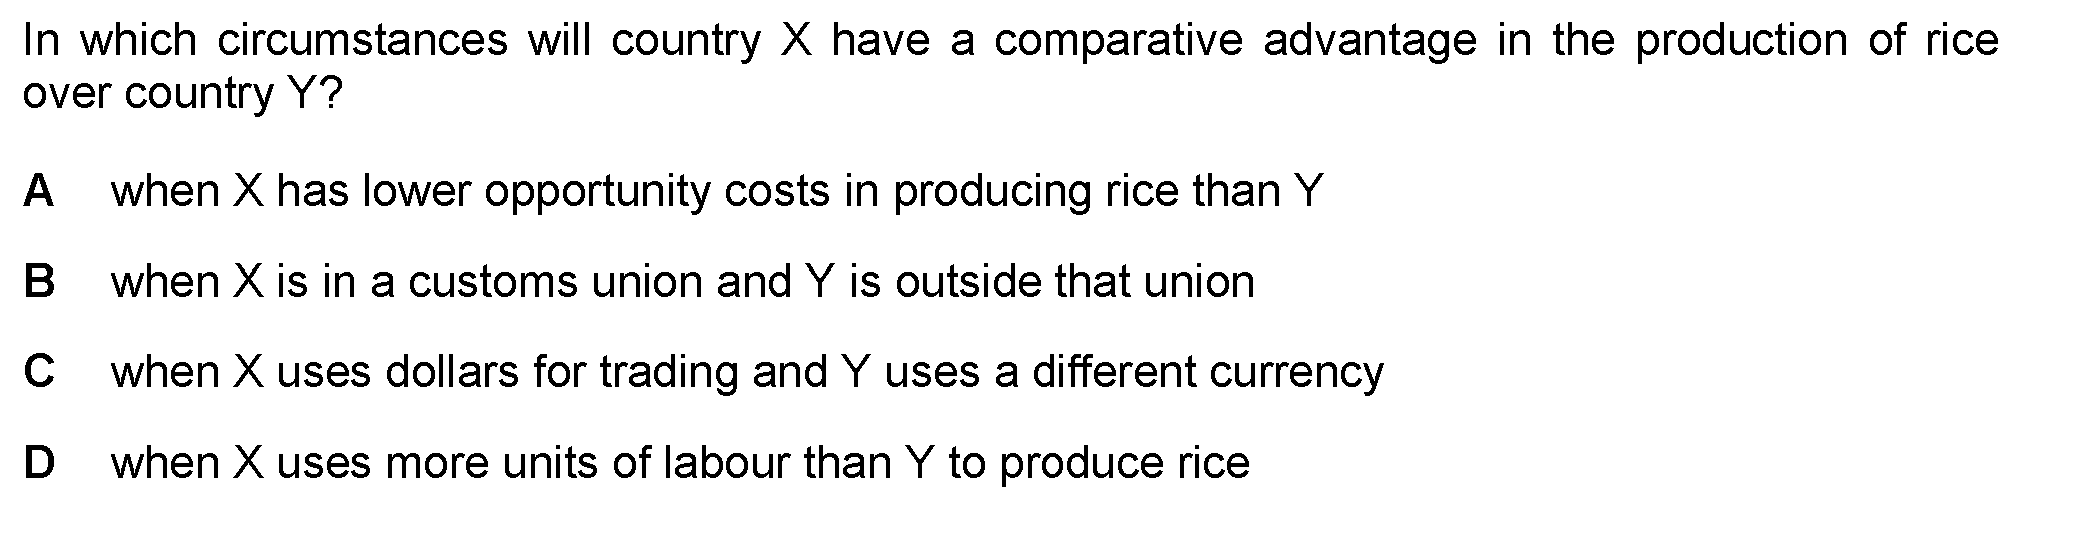 In which circumstances will country X have a comparative advantage in the production of rice
over country Y?
A when X has lower opportunity costs in producing rice than Y
B when X is in a customs union and Y is outside that union
C when X uses dollars for trading and Y uses a different currency
D when X uses more units of labour than Y to produce rice